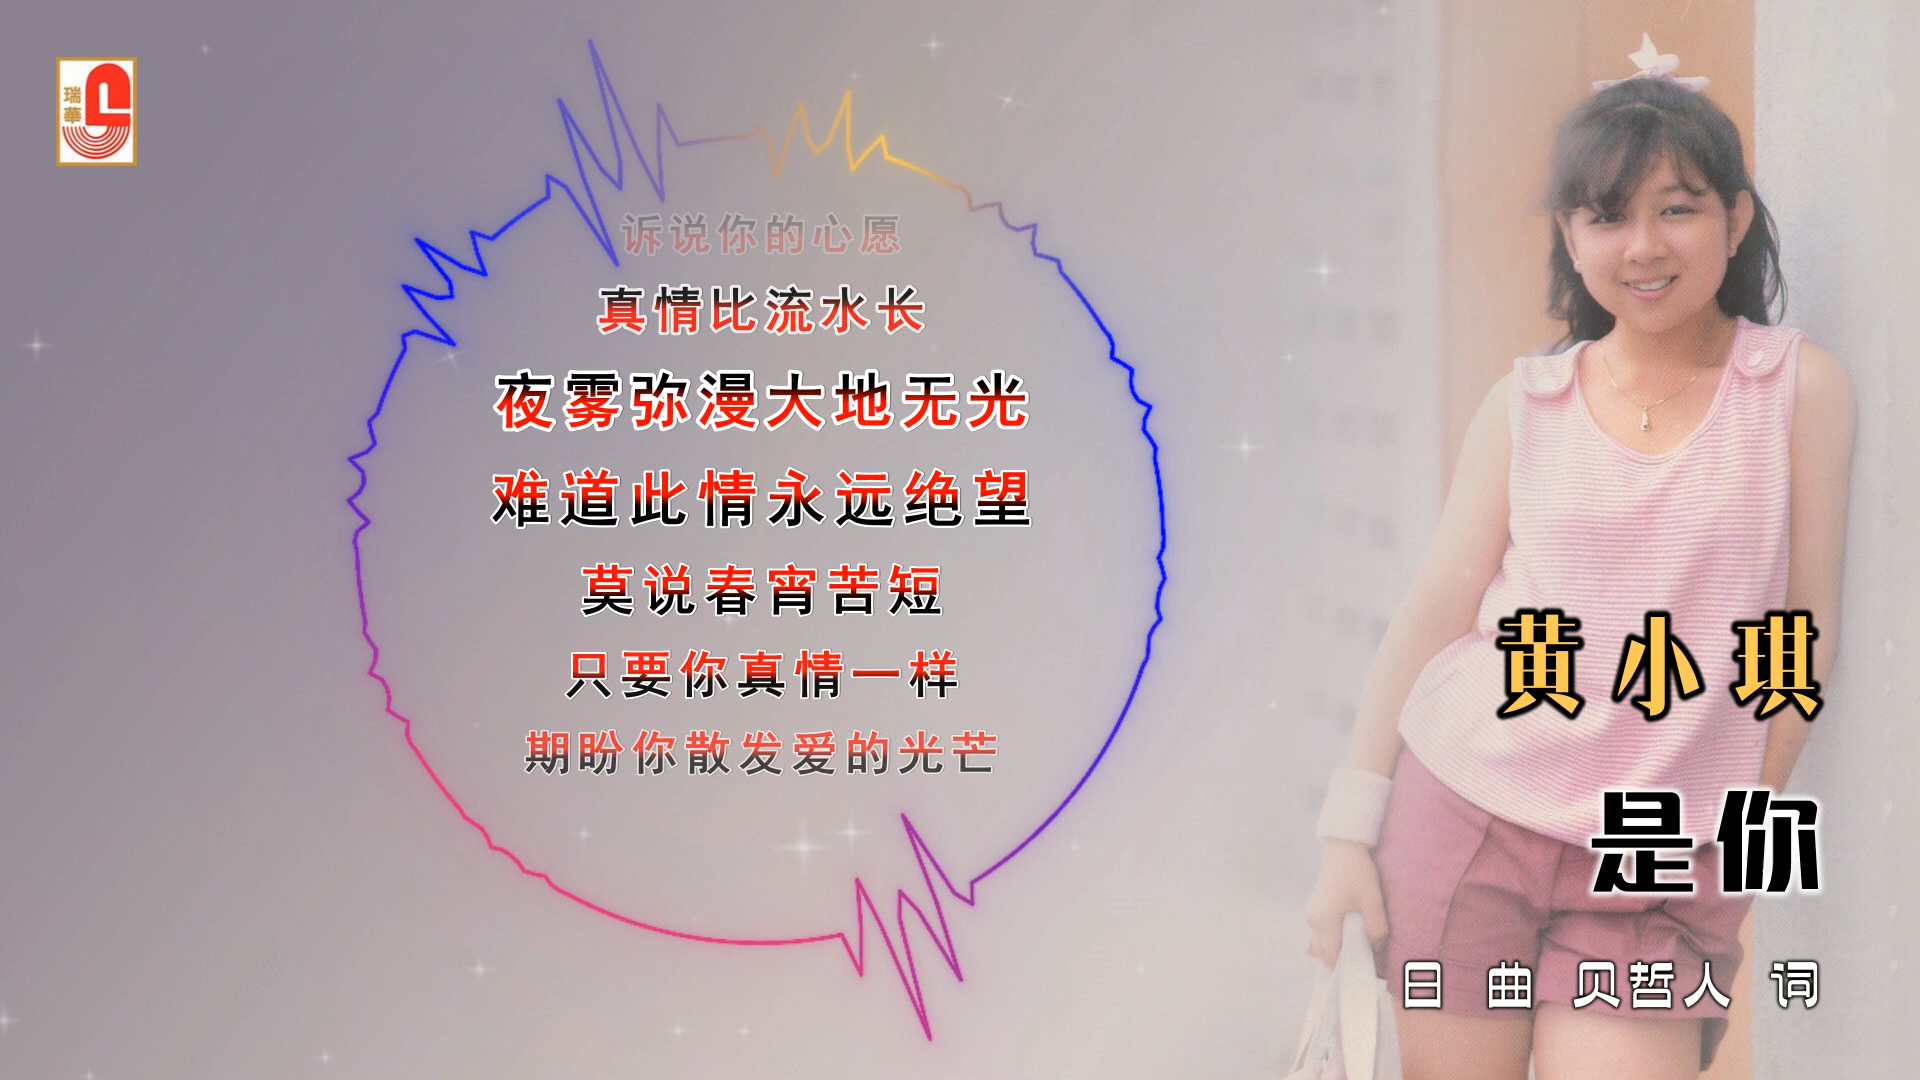 瑞華
诉说你的心愿
真情比流水长
夜雾弥漫大地无光
难道此情永远绝望
莫说春宵苦短
只要你真情一样
期盼你散发爱的光芒
黄小琪
是你
日 曲 贝哲人 词